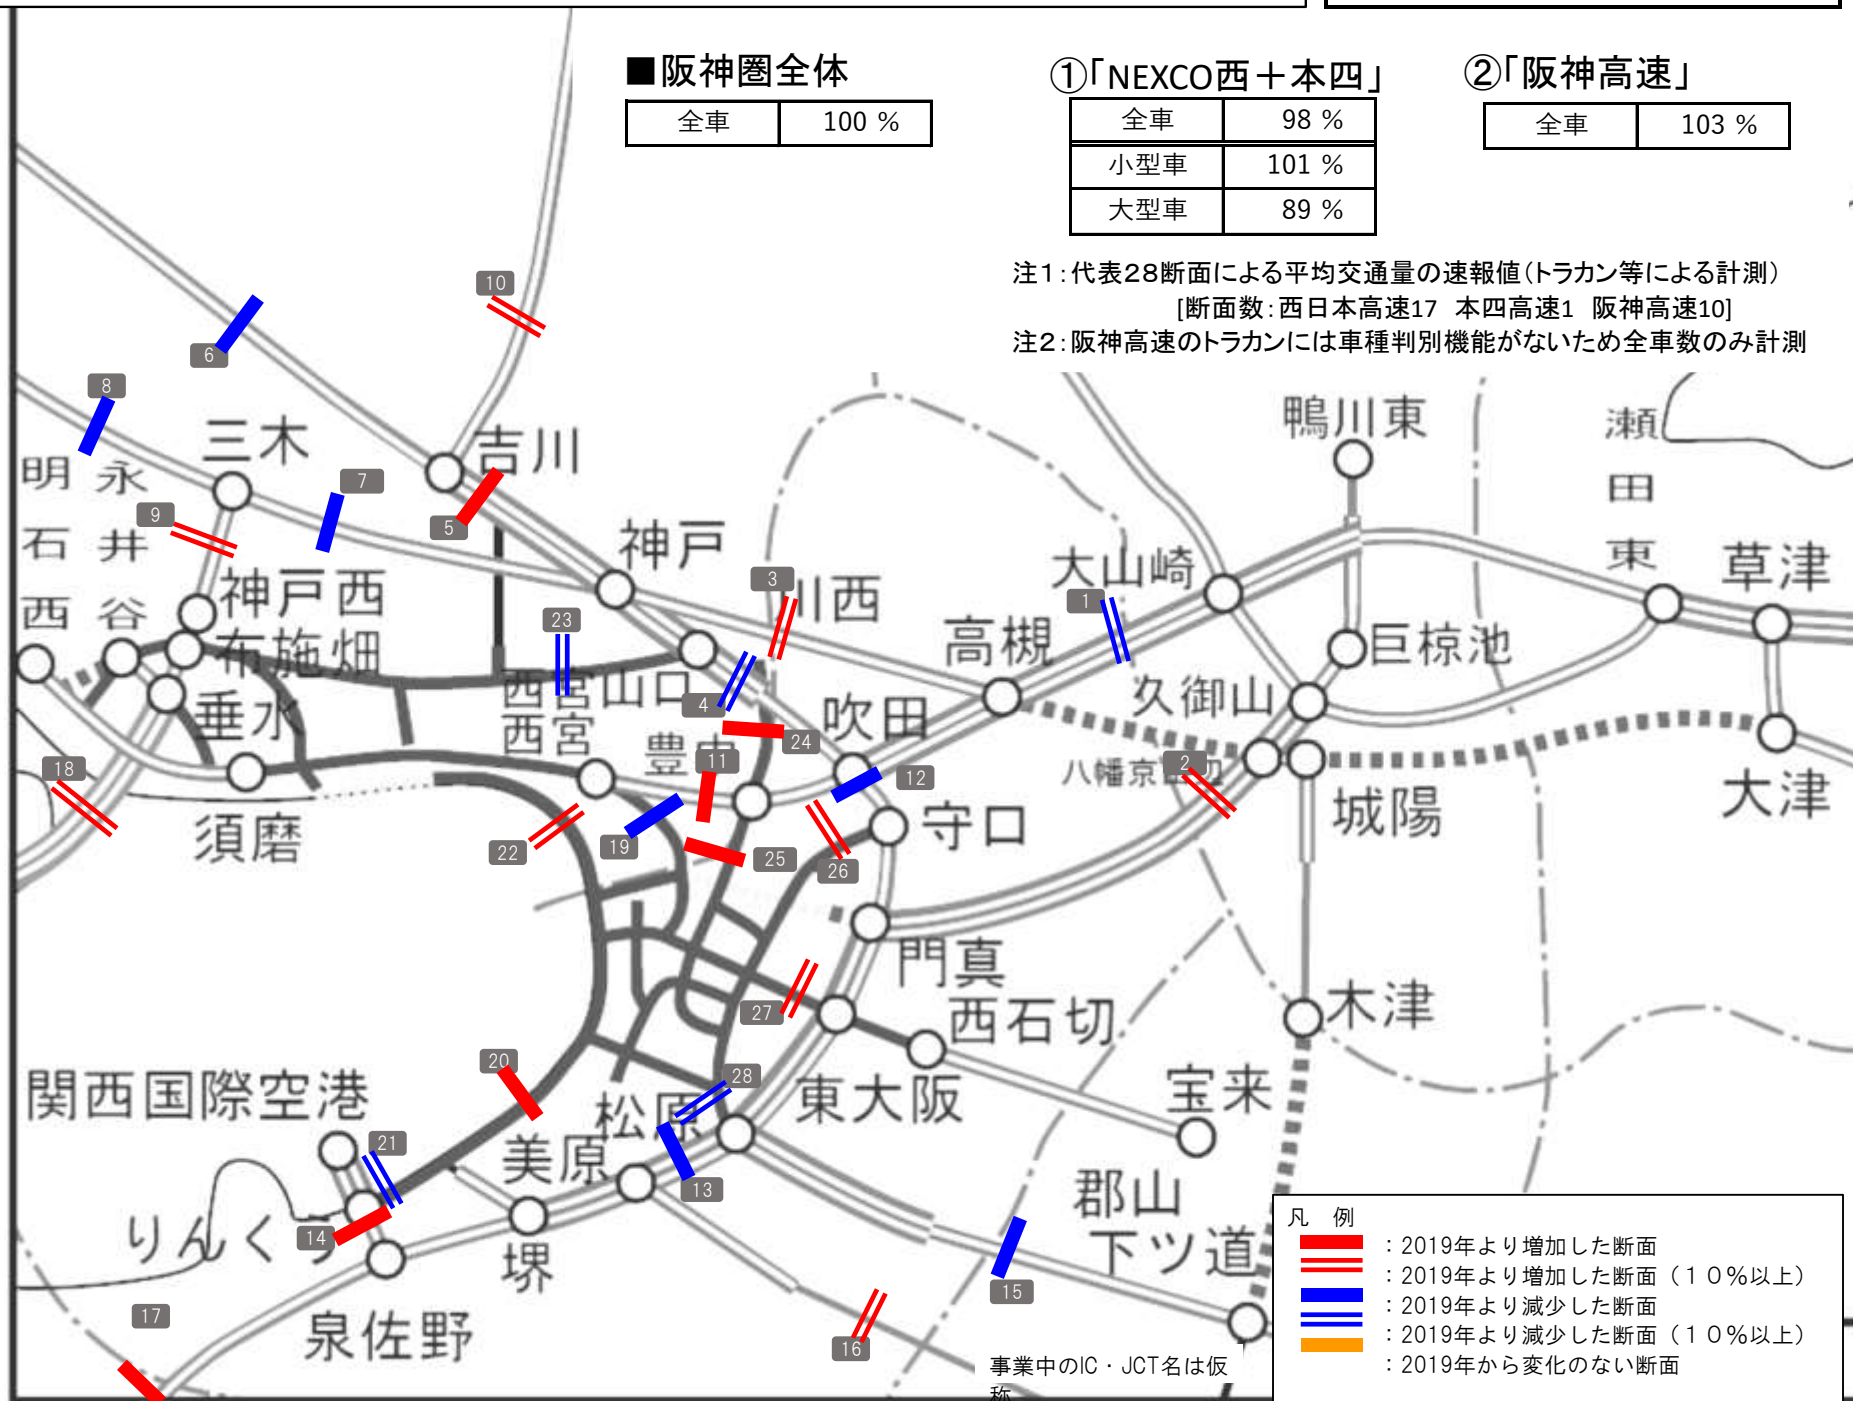 ■阪神圏全体
全車 100 %
①「NEXCO西＋本四」
全車 98 %
小型車 101 %
大型車 89 %
②「阪神高速」
全車 103 %
注1：代表28断面による平均交通量の速報値（トラカン等による計測）
[断面数：西日本高速17 本四高速1 阪神高速10]
注2：阪神高速のトラカンには車種判別機能がないため全車数のみ計測
10
6
8
三木
吉川
鴨川東
瀬田東
明石西
永井谷
7
9
5
神戸
草津
神戸西
3
川西
大山崎
1
布施畑
23
高槻
巨椋池
西宮山口
4
久御山
垂水
西宮
豊中
24
吹田
18
11
12
八幡京田辺
2
大津
須磨
22
19
25
26
守口
城陽
門真
27
西石切
木津
20
28
関西国際空港
松原
東大阪
宝来
21
美原
13
郡山下ツ道
りんくう
14
堺
15
17
泉佐野
16
事業中のIC・JCT名は仮
称
凡 例
：2019年より増加した断面
：2019年より増加した断面（１０％以上）
：2019年より減少した断面
：2019年より減少した断面（１０％以上）
：2019年から変化のない断面